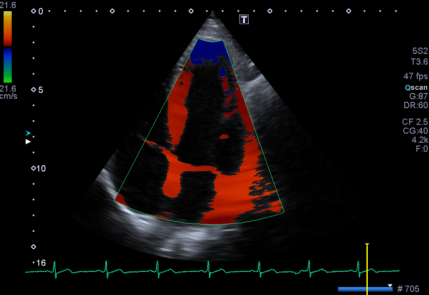 21.6
0
T
5S2
T3.6
47 fps
Qscan
G:87
DR:60
5
21.6
cm/s
CF 2.5
CG:40
4.2k
F:0
10
16
# 705